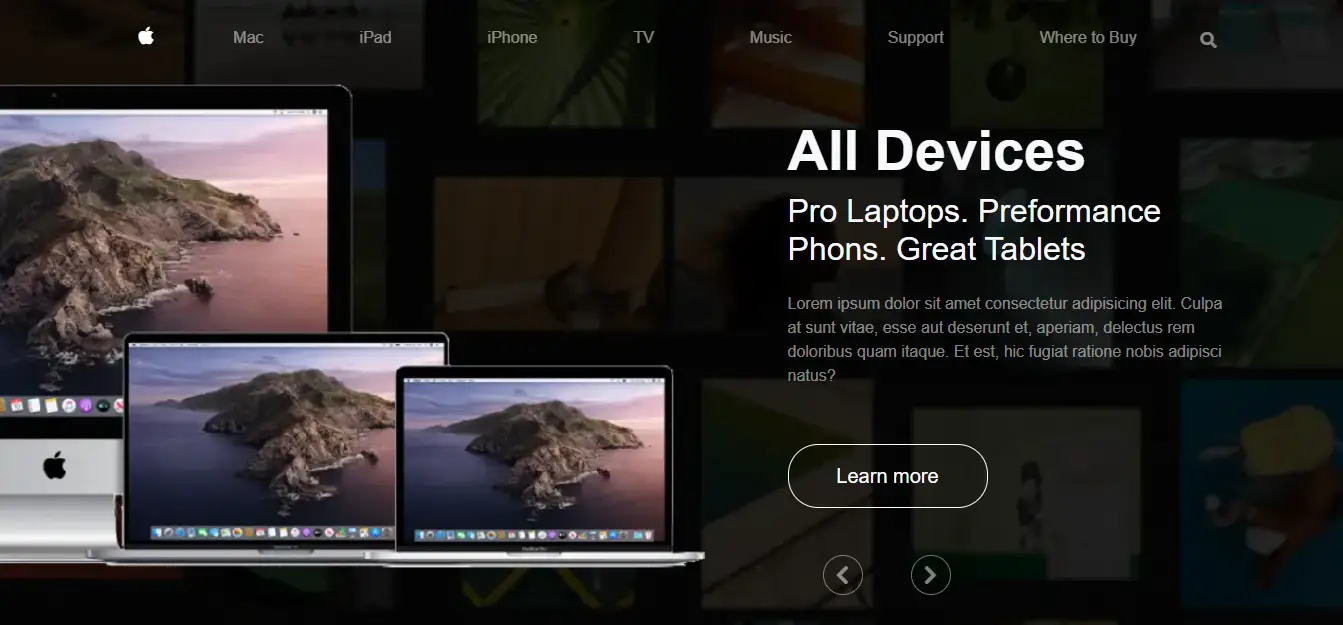 Mac iPad iPhone TV Music Support Where to Buy
All Devices
Pro Laptops. Preformance
Phons. Great Tablets
Lorem ipsum dolor sit amet consectetur adipisicing elit. Culpa
at sunt vitae, esse aut deserunt et, aperiam, delectus rem
doloribus quam itaque. Et est, hic fugiat ratione nobis adipisci
natus?
Learn more